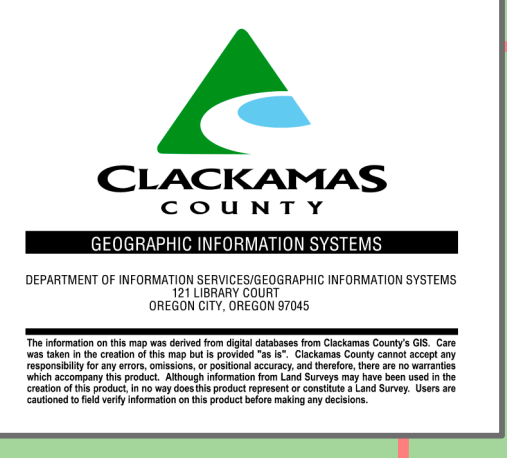 CLACKAMAS
COUNTY
GEOGRAPHIC INFORMATION SYSTEMS
DEPARTMENT OF INFORMATION SERVICES/GEOGRAPHIC INFORMATION SYSTEMS
121 LIBRARY COURT
OREGON CITY, OREGON 97045
The information on this map was derived from digital databases from Clackamas County's GIS. Care
was taken in the creation of this map but is provided "as is". Clackamas County cannot accept any
responsibility for any errors, omissions, or positional accuracy, and therefore, there are no warranties
which accompany this product. Although information from Land Surveys may have been used in the
creation of this product, in no way does this product represent or constitute a Land Survey. Users are
cautioned to field verify information on this product before making any decisions.